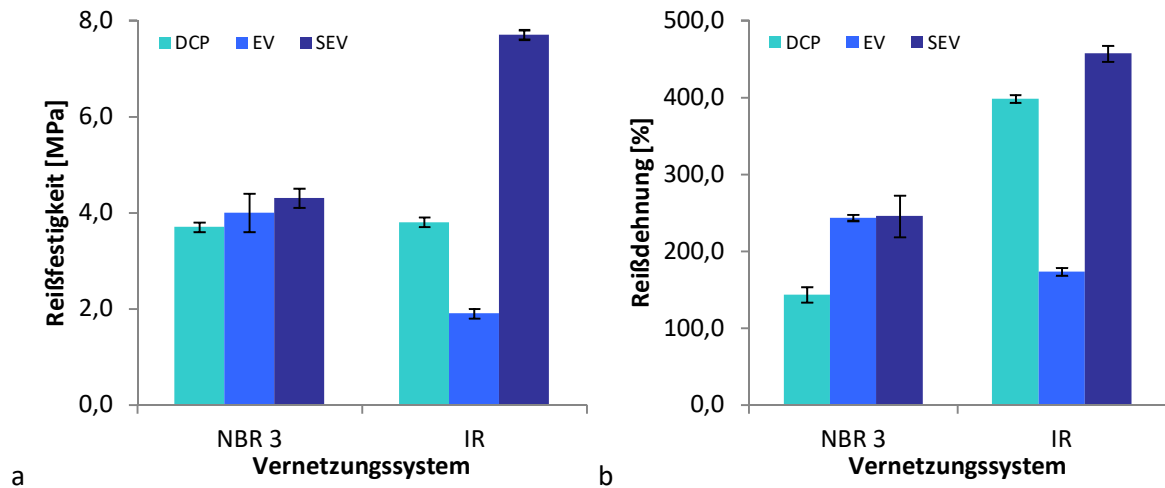 8,0
6,0
4,0
2,0
0,0
Reißfestigkeit [MPa]
DCP EV SEV
NBR 3 IR
Vernetzungssystem
a
500,0
400,0
300,0
200,0
100,0
0,0
Reißdehnung [%]
DCP EV SEV
NBR 3 IR
Vernetzungssystem
b